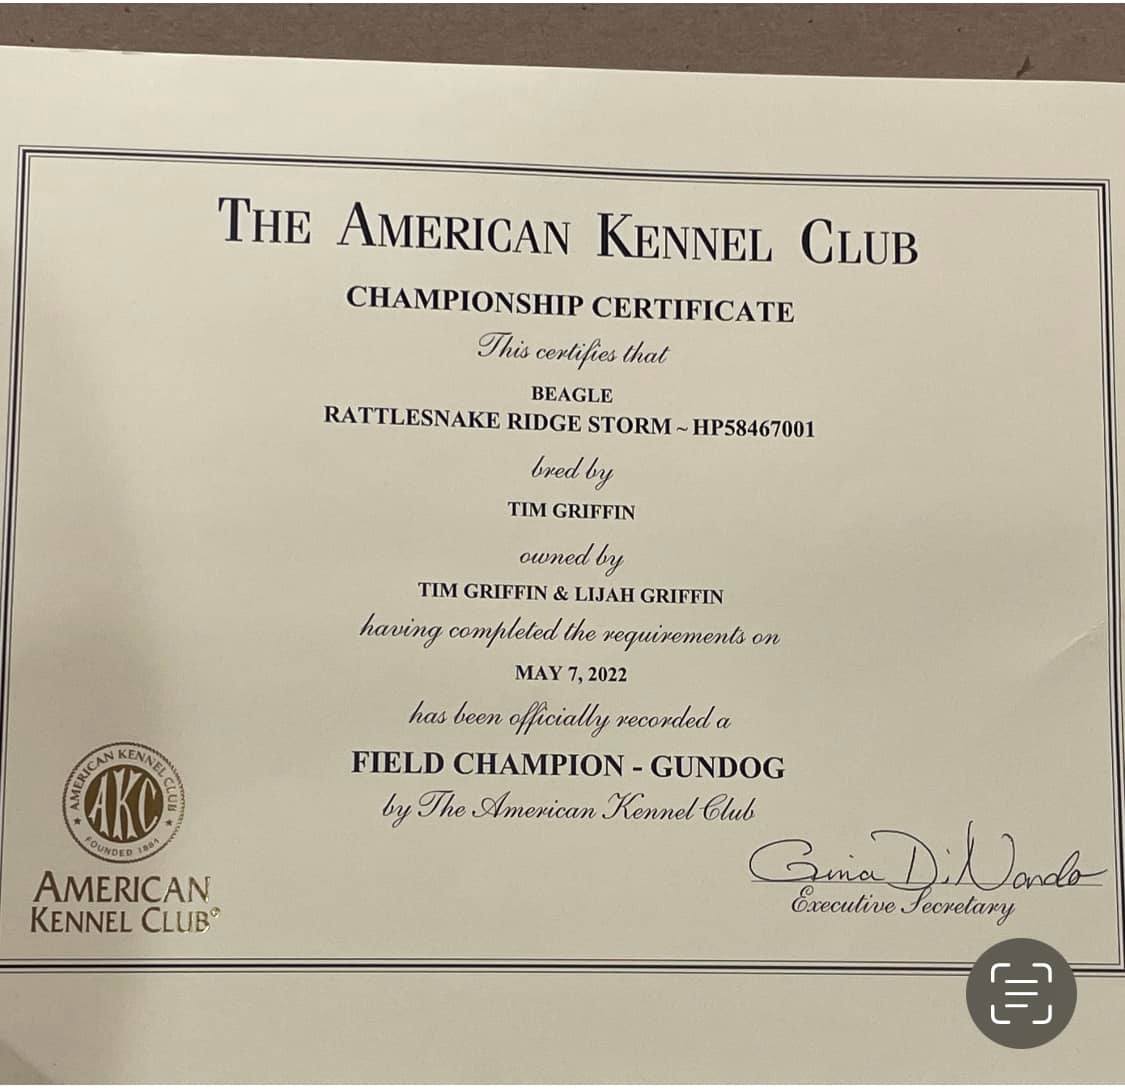 THE AMERICAN KENNEL CLUB
CHAMPIONSHIP CERTIFICATE
This certifies that
BEAGLE
RATTLESNAKE RIDGE STORM ~ HP58467001
bred by
TIM GRIFFIN
owned by
TIM GRIFFIN & LIJAH GRIFFIN
having completed the requirements on
MAY 7, 2022
has been officially recorded a
FIELD CHAMPION - GUNDOG
by The American Kennel Club
AMERICAN KENNEL CLUB
AKC
FOUNDED 1884
AMERICAN
KENNEL CLUB®
Gina DiNardo
Executive Secretary